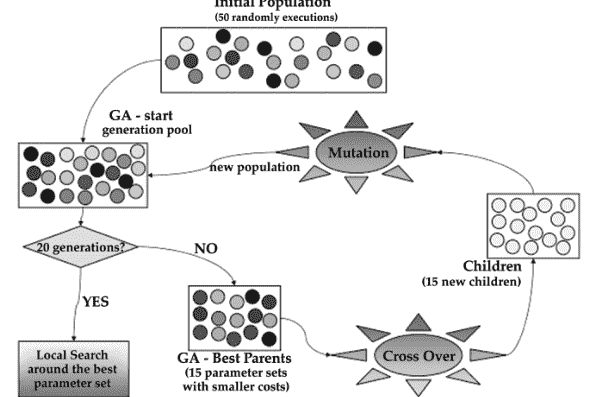 Initial Population
(50 randomly executions)
GA - start
generation pool
Mutation
new population
20 generations?
NO
Children
(15 new children)
YES
Local Search
around the best
parameter set
GA - Best Parents
(15 parameter sets
with smaller costs)
Cross Over